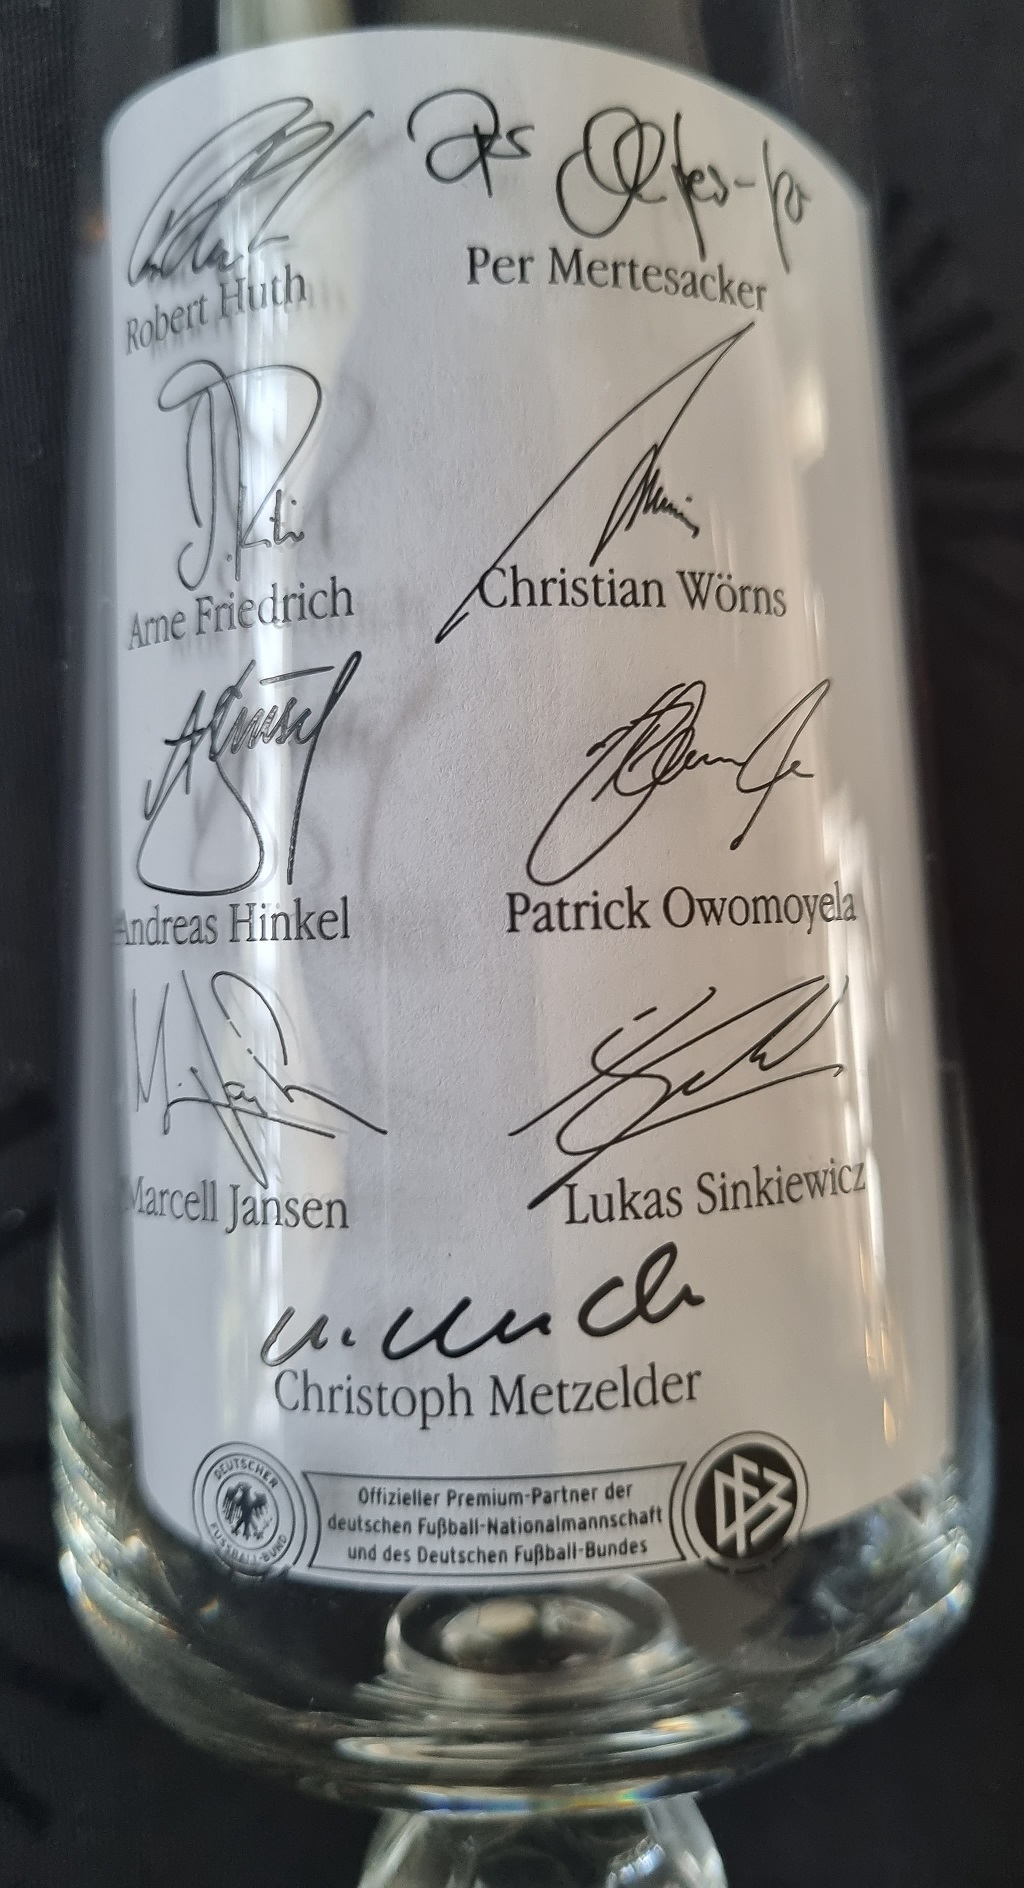 Robert Huth
Per Mertesacker
Arne Friedrich
Christian Wörns
Andreas Hinkel
Patrick Owomoyela
Marcell Jansen
Lukas Sinkiewicz
Christoph Metzelder
DEUTSCHER
FUSSBALL-BUND
Offizieller Premium-Partner der
deutschen Fußball-Nationalmannschaft
und des Deutschen Fußball-Bundes
DFB